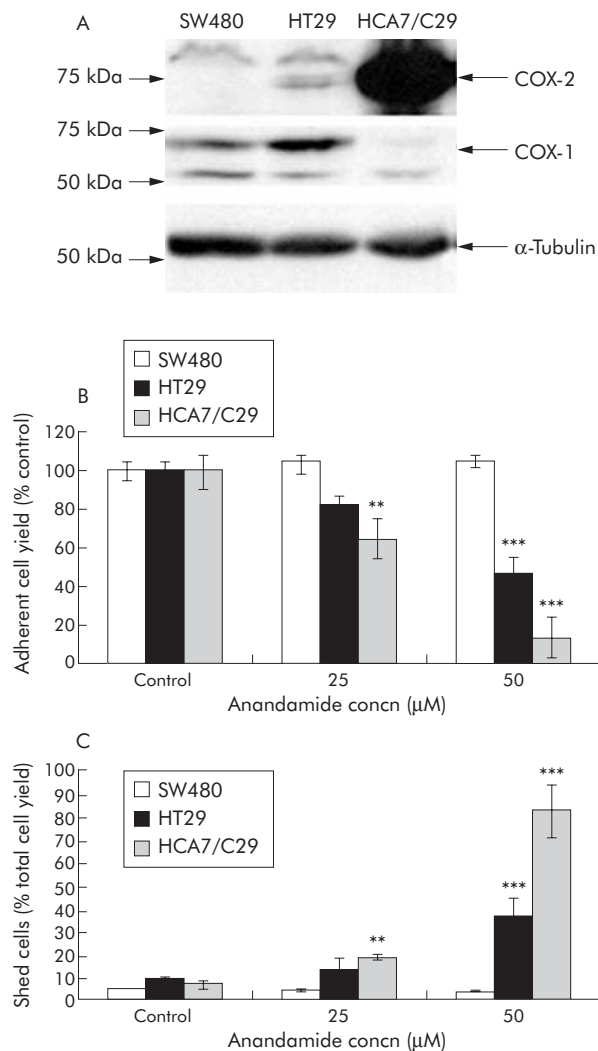 A
SW480 HT29 HCA7/C29
75 kDa COX-2
75 kDa
COX-1
50 kDa
α-Tubulin
50 kDa
B
SW480
HT29
HCA7/C29
Adherent cell yield (% control)
120
100
80
60
40
20
0
**
***
***
Control 25 50
Anandamide concn (µM)
C
SW480
HT29
HCA7/C29
Shed cells (% total cell yield)
100
90
80
70
60
50
40
30
20
10
0
**
***
***
Control 25 50
Anandamide concn (µM)